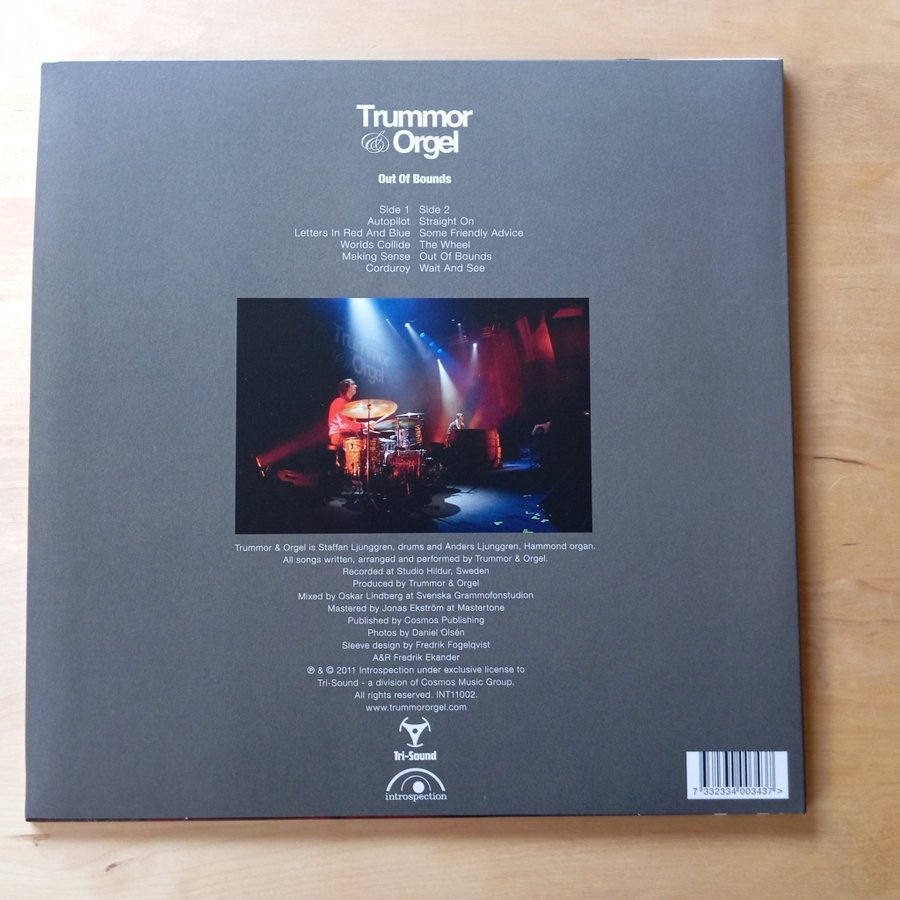 Trummor
& Orgel
Out Of Bounds
Side 1
Autopilot
Letters In Red And Blue
Worlds Collide
Making Sense
Corduroy
Side 2
Straight On
Some Friendly Advice
The Wheel
Out Of Bounds
Wait And See
Trummor
& Orgel
Trummor & Orgel is Staffan Ljunggren, drums and Anders Ljunggren, Hammond organ.
All songs written, arranged and performed by Trummor & Orgel.
Recorded at Studio Hildur, Sweden
Produced by Trummor & Orgel
Mixed by Oskar Lindberg at Svenska Grammofonstudion
Mastered by Jonas Ekström at Mastertone
Published by Cosmos Publishing
Photos by Daniel Olsén
Sleeve design by Fredrik Fogelqvist
A&R Fredrik Ekander
℗ & © 2011 Introspection under exclusive license to
Tri-Sound - a division of Cosmos Music Group.
All rights reserved. INT11002.
www.trummororgel.com
Tri-Sound
introspection
7 332334 003437 >